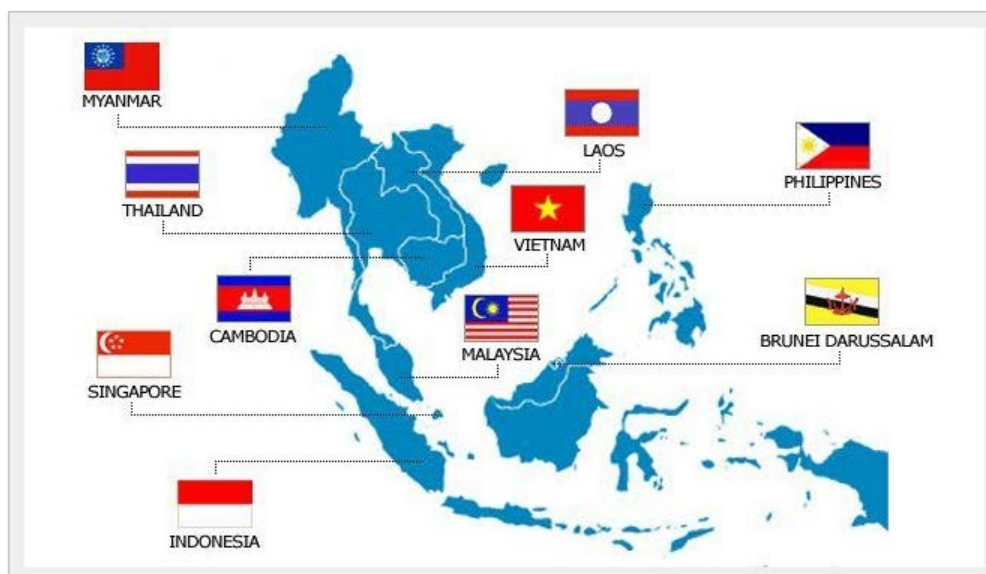 MYANMAR
LAOS
PHILIPPINES
THAILAND
VIETNAM
CAMBODIA
MALAYSIA
BRUNEI DARUSSALAM
SINGAPORE
INDONESIA